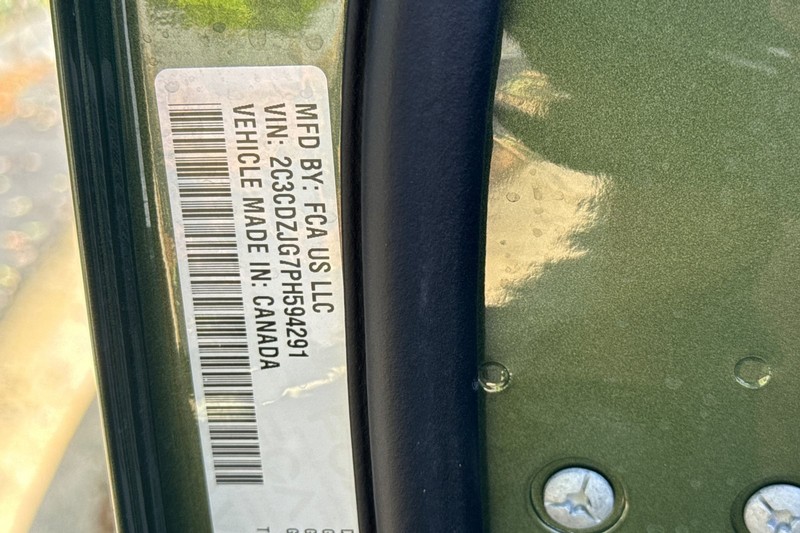 MFD BY: FCA US LLC
VIN: 2C3CDZJG7PH594291
VEHICLE MADE IN: CANADA